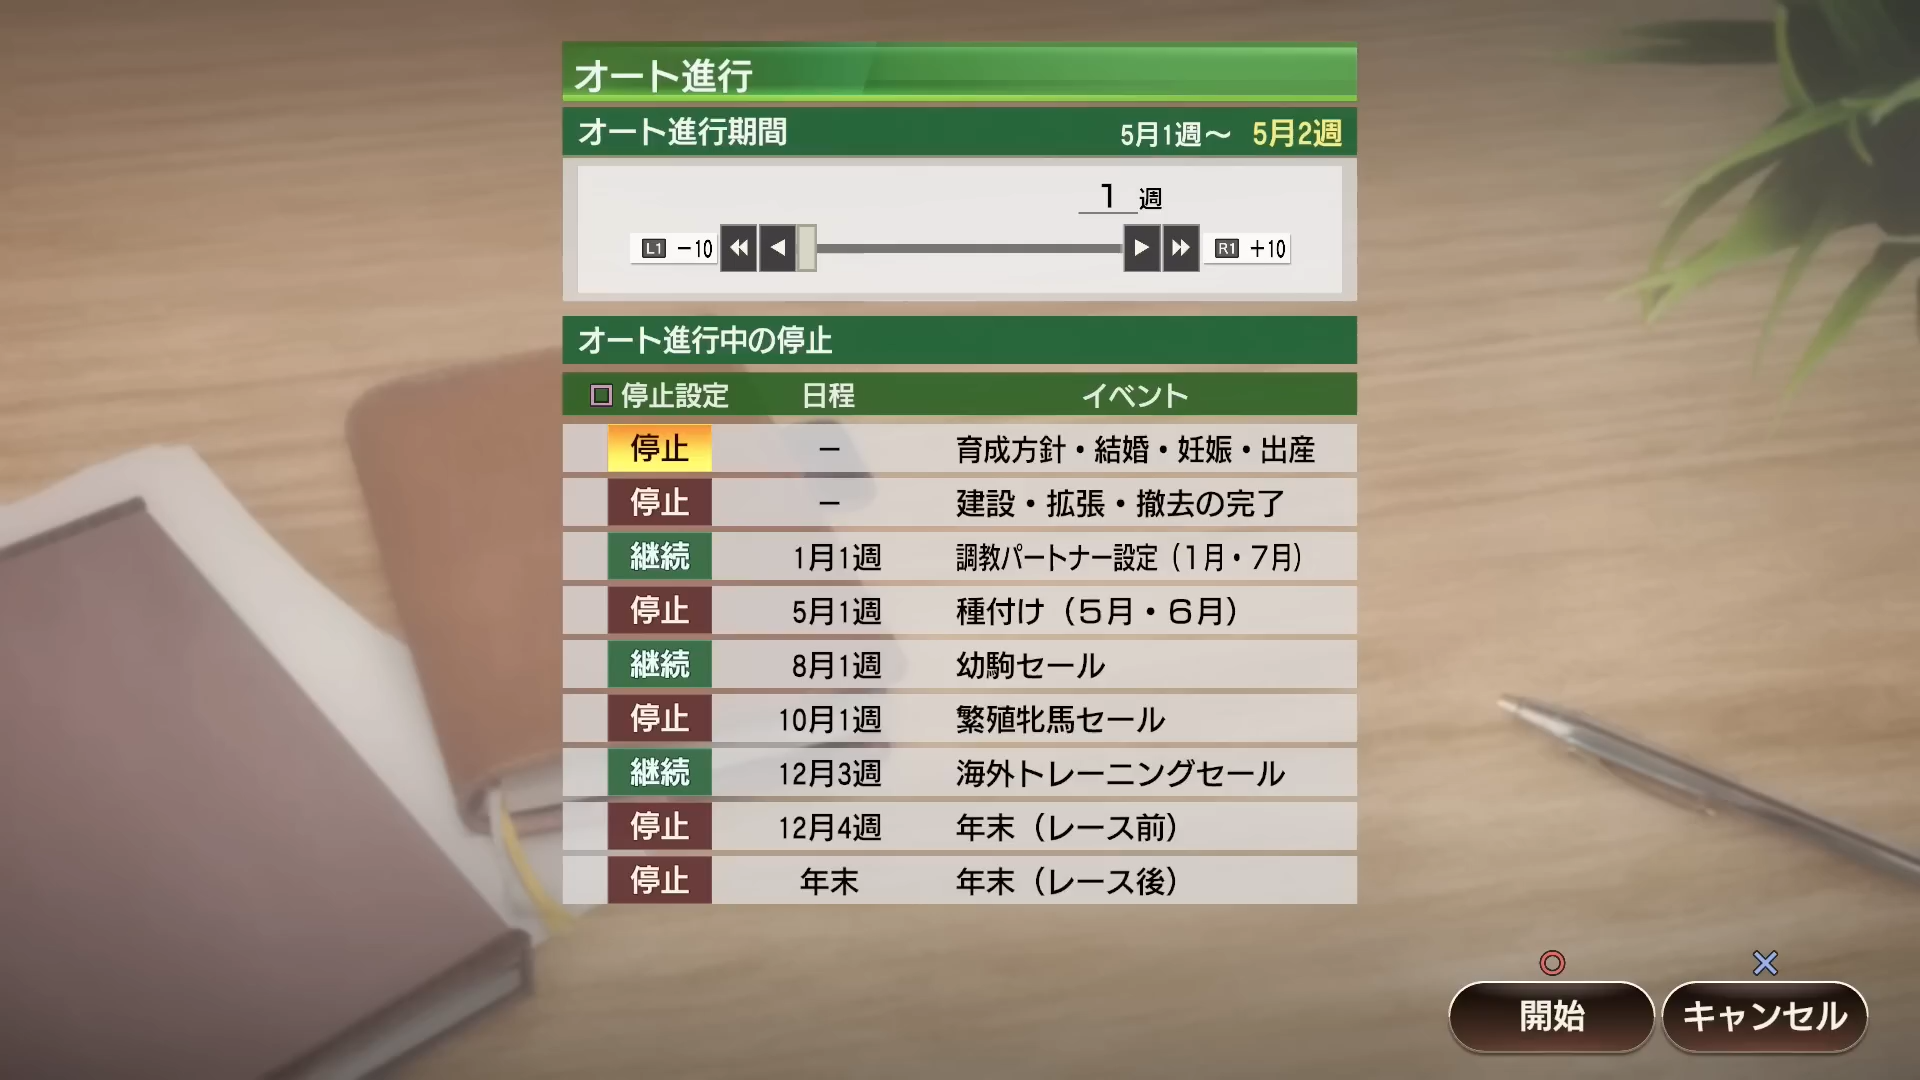 オート進行
オート進行期間 5月1週～ 5月2週
1 週
L1 －10 R1 ＋10
オート進行中の停止
停止設定 日程 イベント
停止 － 育成方針・結婚・妊娠・出産
停止 － 建設・拡張・撤去の完了
継続 1月1週 調教パートナー設定（１月・７月）
停止 5月1週 種付け（５月・６月）
継続 8月1週 幼駒セール
停止 10月1週 繁殖牝馬セール
継続 12月3週 海外トレーニングセール
停止 12月4週 年末（レース前）
停止 年末 年末（レース後）
開始 キャンセル